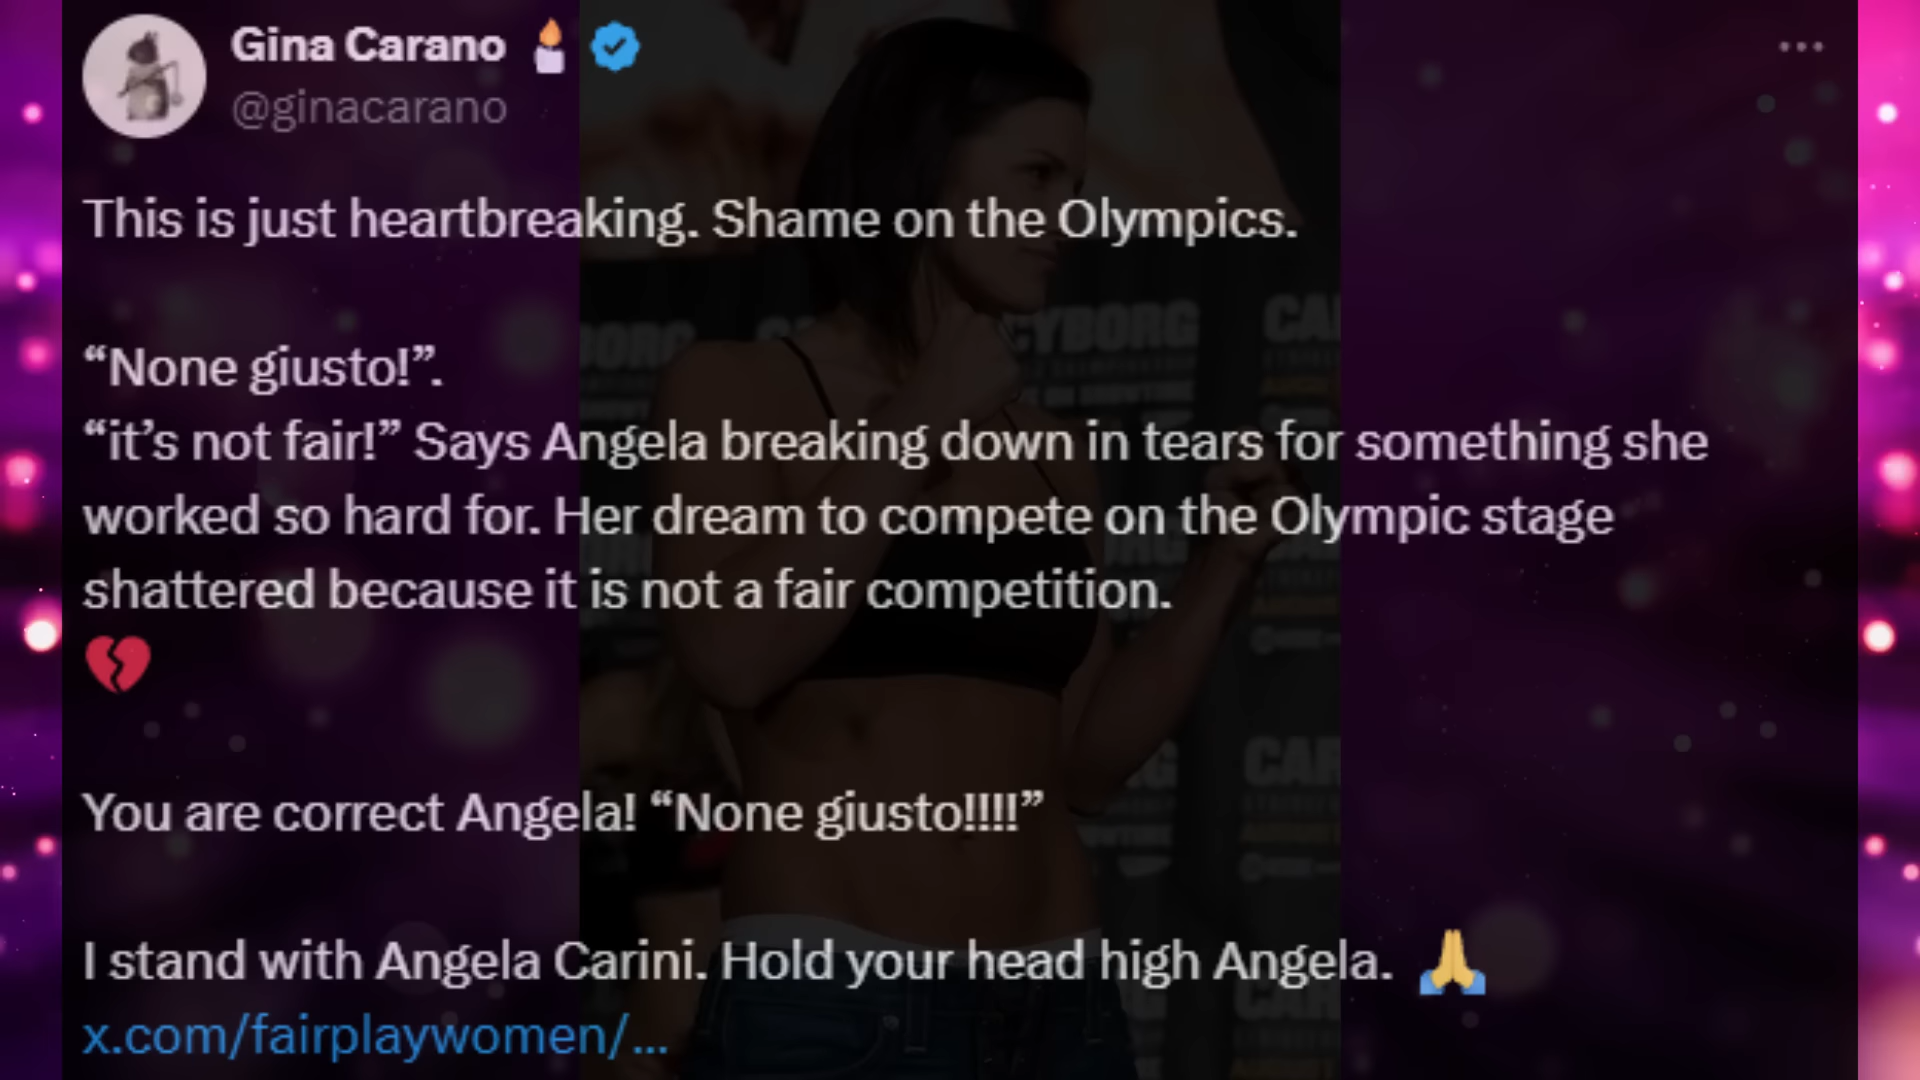 Gina Carano 🕯️
@ginacarano
This is just heartbreaking. Shame on the Olympics.
“None giusto!”.
“it’s not fair!” Says Angela breaking down in tears for something she
worked so hard for. Her dream to compete on the Olympic stage
shattered because it is not a fair competition.
💔
You are correct Angela! “None giusto!!!!”
I stand with Angela Carini. Hold your head high Angela. 🙏
x.com/fairplaywomen/...
CYBORG